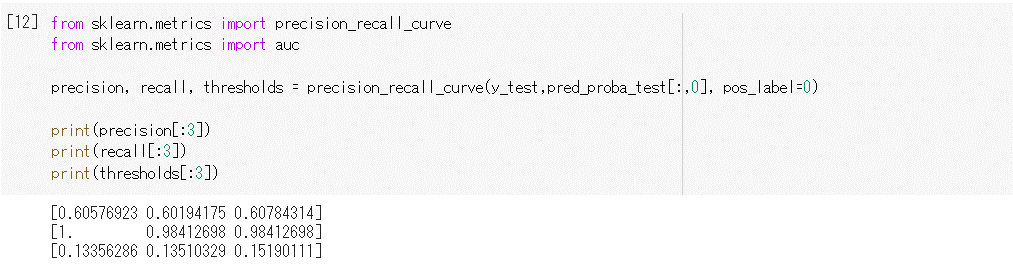 [12] from sklearn.metrics import precision_recall_curve
from sklearn.metrics import auc
precision, recall, thresholds = precision_recall_curve(y_test,pred_proba_test[:,0], pos_label=0)
print(precision[:3])
print(recall[:3])
print(thresholds[:3])
[0.60576923 0.60194175 0.60784314]
[1.         0.98412698 0.98412698]
[0.13356286 0.13510329 0.15190111]